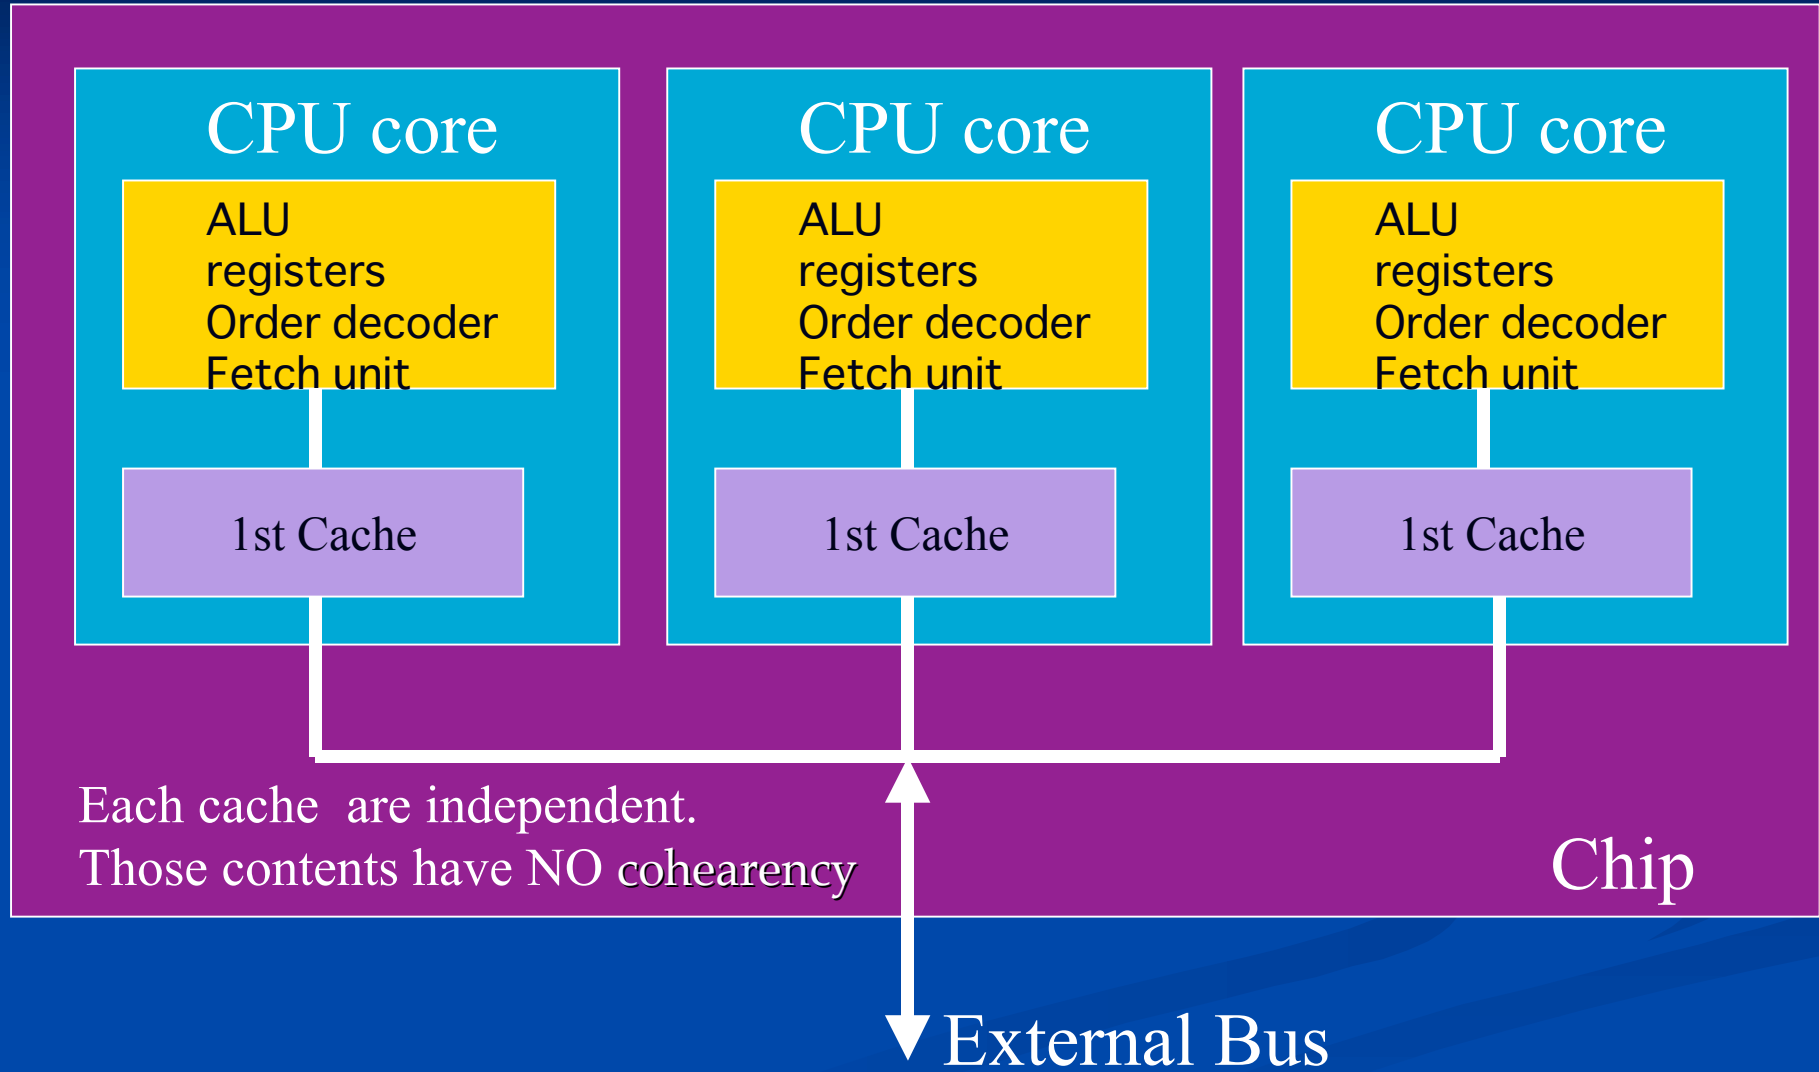 CPU core
ALU
registers
Order decoder
Fetch unit
1st Cache
CPU core
ALU
registers
Order decoder
Fetch unit
1st Cache
CPU core
ALU
registers
Order decoder
Fetch unit
1st Cache
Each cache are independent.
Those contents have NO cohearency
Chip
External Bus